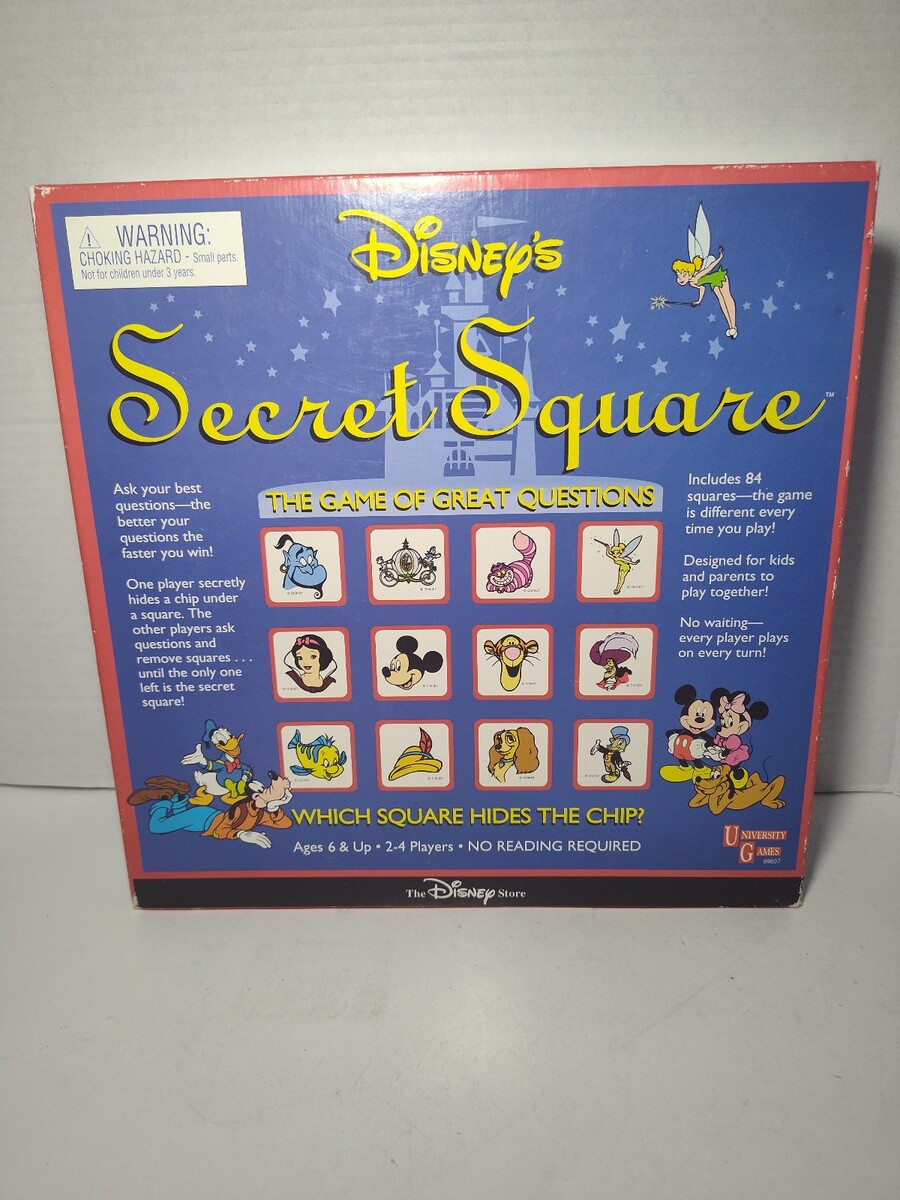 WARNING:
CHOKING HAZARD - Small parts.
Not for children under 3 years.
DISNEY'S
Secret Square™
Ask your best
questions—the
better your
questions the
faster you win!
One player secretly
hides a chip under
a square. The
other players ask
questions and
remove squares . . .
until the only one
left is the secret
square!
THE GAME OF GREAT QUESTIONS
Includes 84
squares—the game
is different every
time you play!
Designed for kids
and parents to
play together!
No waiting—
every player plays
on every turn!
WHICH SQUARE HIDES THE CHIP?
Ages 6 & Up • 2-4 Players • NO READING REQUIRED
UNIVERSITY
GAMES
99607
The DISNEY Store